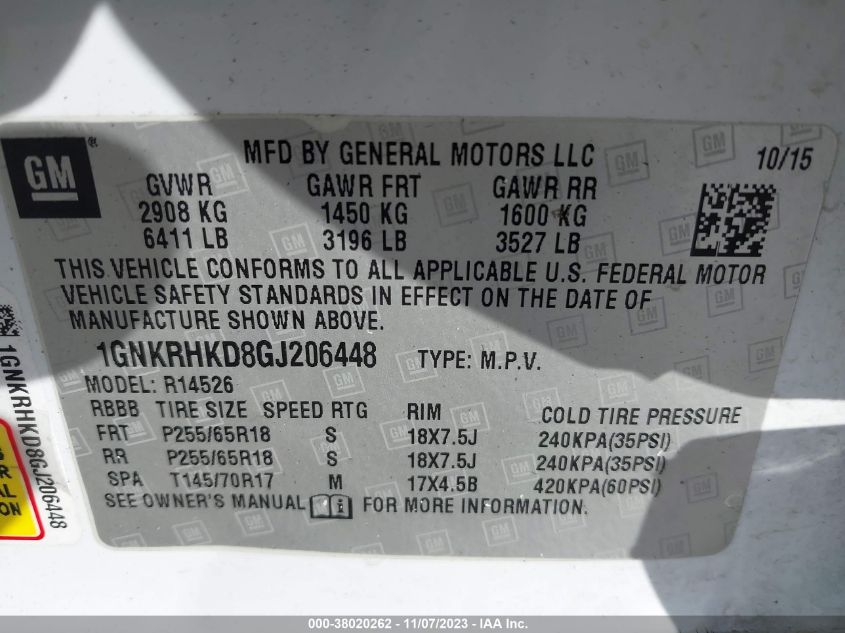 GM®
MFD BY GENERAL MOTORS LLC 10/15
GVWR GAWR FRT GAWR RR
2908 KG 1450 KG 1600 KG
6411 LB 3196 LB 3527 LB
THIS VEHICLE CONFORMS TO ALL APPLICABLE U.S. FEDERAL MOTOR
VEHICLE SAFETY STANDARDS IN EFFECT ON THE DATE OF
MANUFACTURE SHOWN ABOVE.
1GNKRHKD8GJ206448 TYPE: M.P.V.
MODEL: R14526
RBBB TIRE SIZE SPEED RTG RIM COLD TIRE PRESSURE
FRT P255/65R18 S 18X7.5J 240KPA(35PSI)
RR P255/65R18 S 18X7.5J 240KPA(35PSI)
SPA T145/70R17 M 17X4.5B 420KPA(60PSI)
SEE OWNER'S MANUAL i FOR MORE INFORMATION.
1GNKRHKD8GJ206448
AL
ON
000-38020262 - 11/07/2023 - © IAA Inc.